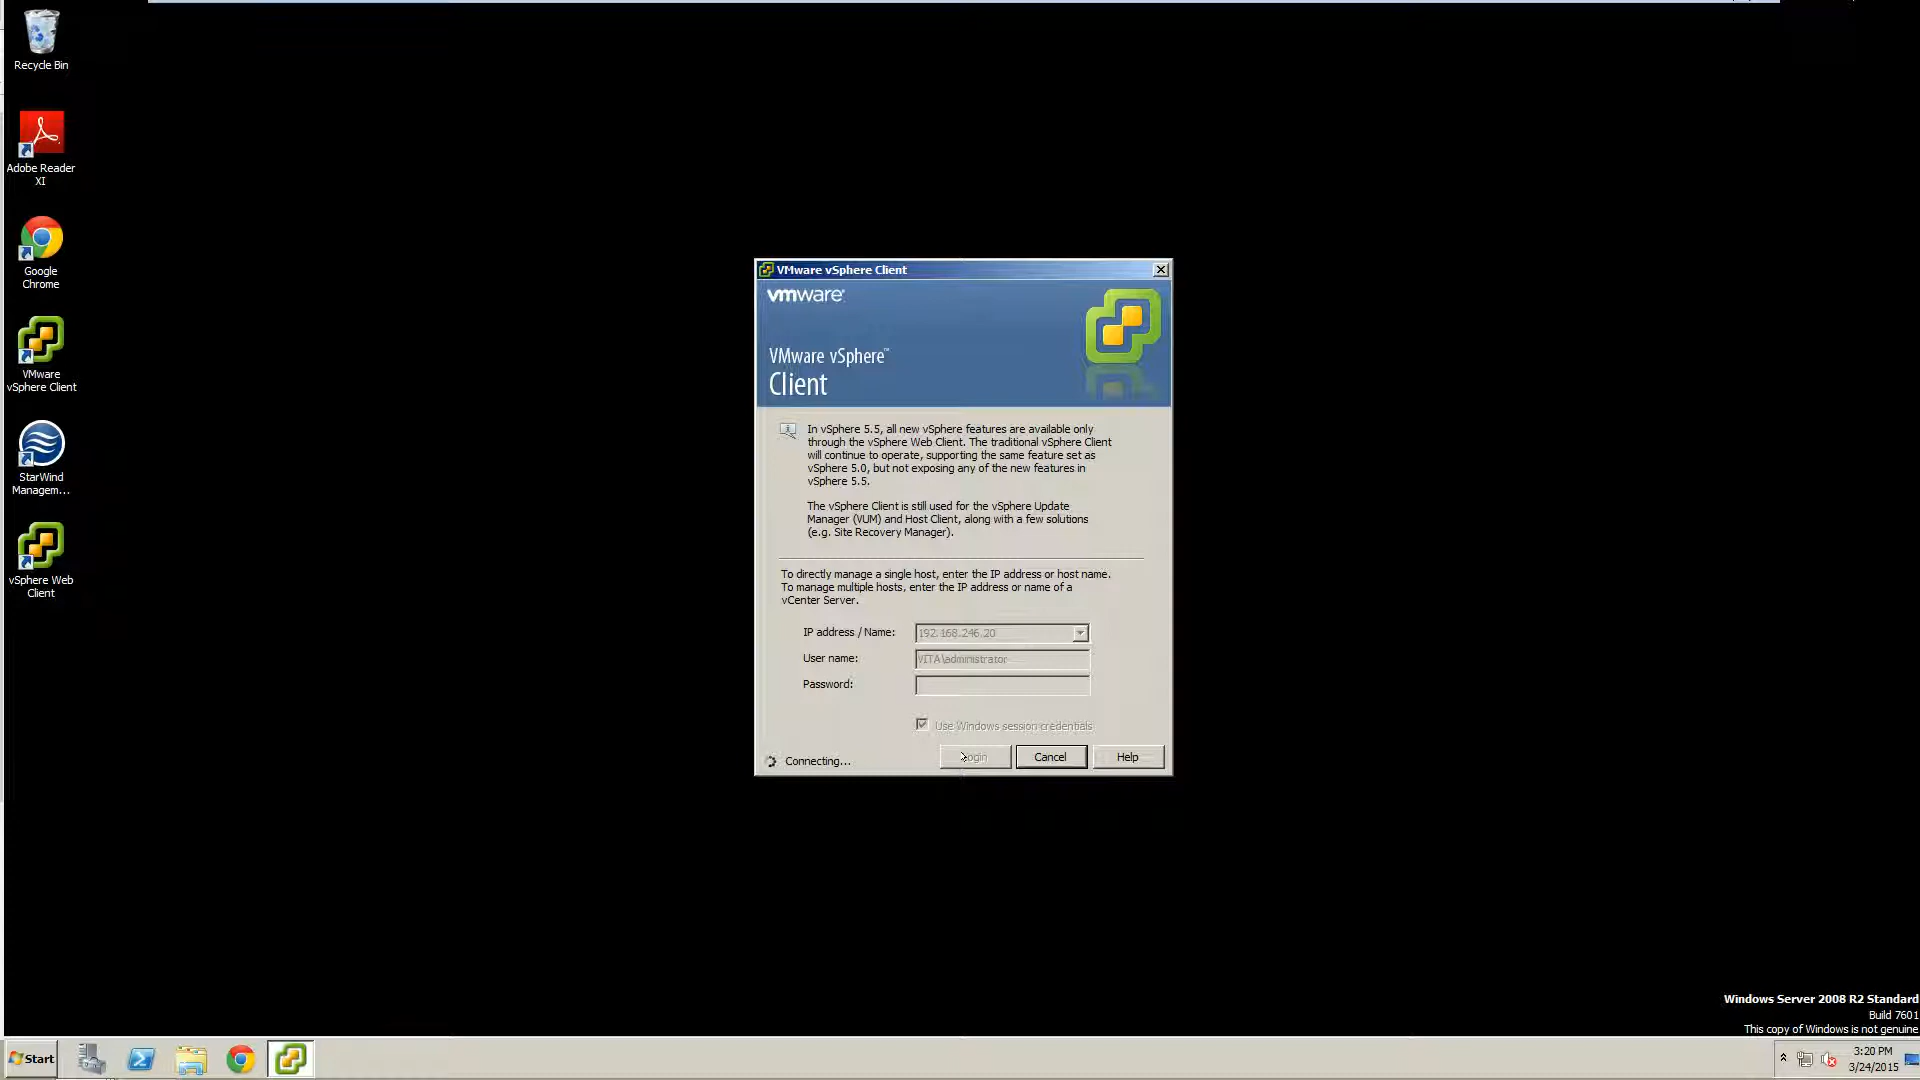 Recycle Bin
Adobe Reader
XI
Google
Chrome
VMware
vSphere Client
StarWind
Managem...
vSphere Web
Client
VMware vSphere Client
vmware®
VMware vSphere™
Client
In vSphere 5.5, all new vSphere features are available only
through the vSphere Web Client. The traditional vSphere Client
will continue to operate, supporting the same feature set as
vSphere 5.0, but not exposing any of the new features in
vSphere 5.5.
The vSphere Client is still used for the vSphere Update
Manager (VUM) and Host Client, along with a few solutions
(e.g. Site Recovery Manager).
To directly manage a single host, enter the IP address or host name.
To manage multiple hosts, enter the IP address or name of a
vCenter Server.
IP address / Name: 192.168.246.20
User name: VITA\administrator
Password:
Use Windows session credentials
Connecting... Login Cancel Help
Windows Server 2008 R2 Standard
Build 7601
This copy of Windows is not genuine
Start
3:20 PM
3/24/2015